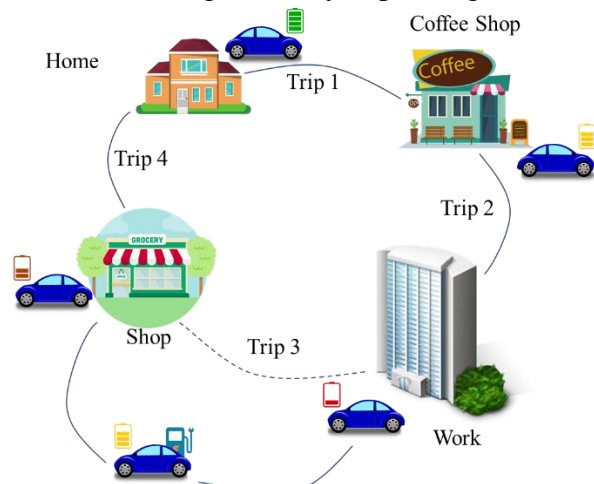 Coffee Shop
Home
Trip 1
Coffee
Trip 4
Trip 2
GROCERY
Shop
Trip 3
Work